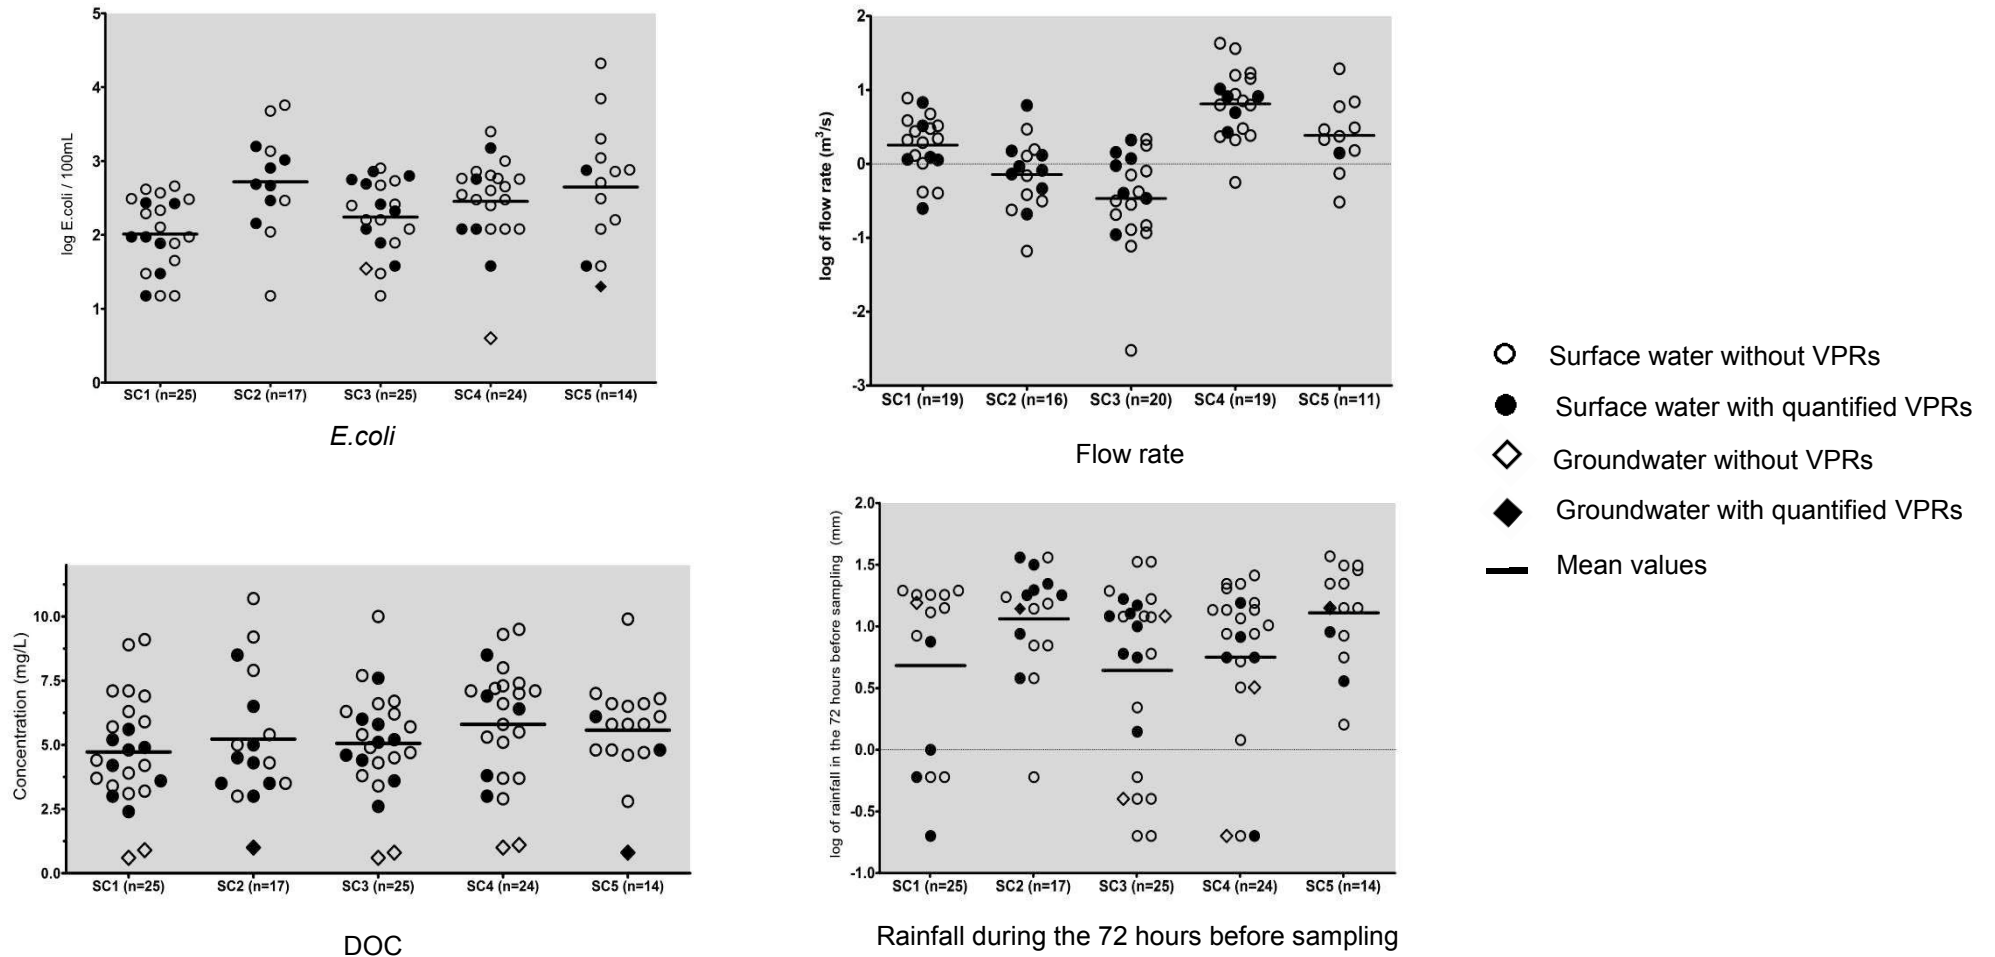 5
4
3
2
1
0
log E.coli / 100mL
SC1 (n=25) SC2 (n=17) SC3 (n=25) SC4 (n=24) SC5 (n=14)
E.coli
2
1
0
-1
-2
-3
log of flow rate (m³/s)
SC1 (n=19) SC2 (n=16) SC3 (n=20) SC4 (n=19) SC5 (n=11)
Flow rate
10.0
7.5
5.0
2.5
0.0
Concentration (mg/L)
SC1 (n=25) SC2 (n=17) SC3 (n=25) SC4 (n=24) SC5 (n=14)
DOC
2.0
1.5
1.0
0.5
0.0
-0.5
-1.0
log of rainfall in the 72 hours before sampling (mm)
SC1 (n=25) SC2 (n=17) SC3 (n=25) SC4 (n=24) SC5 (n=14)
Rainfall during the 72 hours before sampling
Surface water without VPRs
Surface water with quantified VPRs
Groundwater without VPRs
Groundwater with quantified VPRs
Mean values